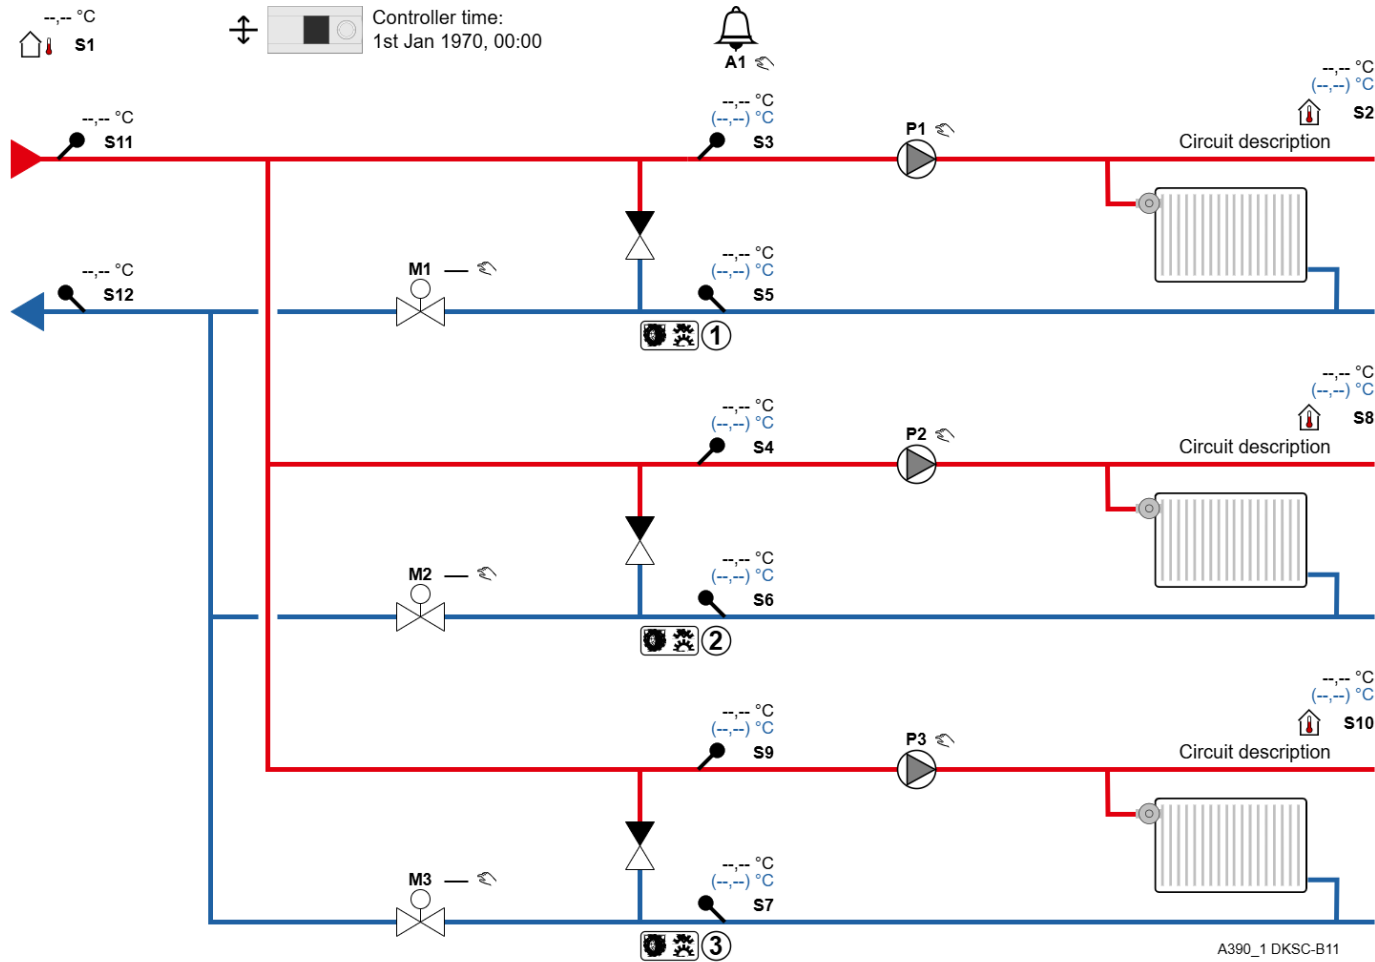 --,-- °C
S1
Controller time:
1st Jan 1970, 00:00
A1
--,-- °C
(--,--) °C
S2
Circuit description
--,-- °C
S11
--,-- °C
(--,--) °C
S3
P1
--,-- °C
S12
M1
--,-- °C
(--,--) °C
S5
1
--,-- °C
(--,--) °C
S8
Circuit description
--,-- °C
(--,--) °C
S4
P2
M2
--,-- °C
(--,--) °C
S6
2
--,-- °C
(--,--) °C
S10
Circuit description
--,-- °C
(--,--) °C
S9
P3
M3
--,-- °C
(--,--) °C
S7
3
A390_1 DKSC-B11